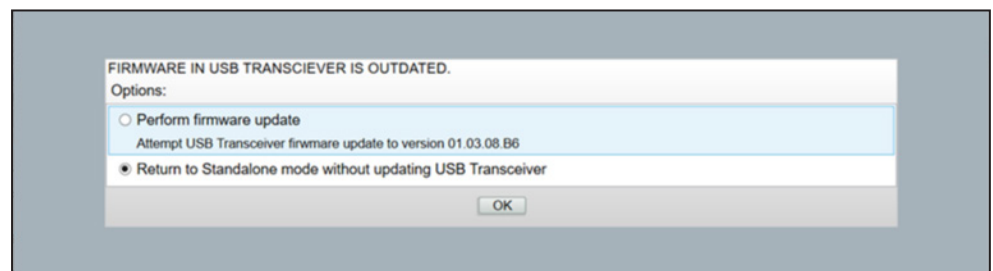 FIRMWARE IN USB TRANSCIEVER IS OUTDATED.
Options:
Perform firmware update
Attempt USB Transceiver firwmare update to version 01.03.08.B6
Return to Standalone mode without updating USB Transceiver
OK